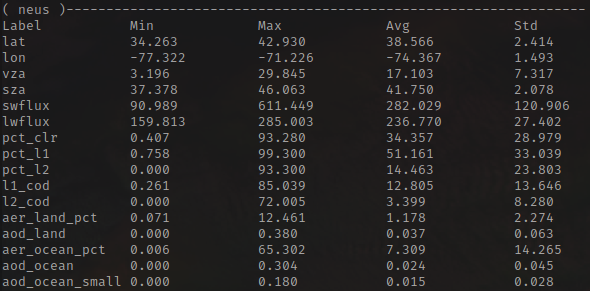 ( neus )------------------------------------------------------------------
Label Min Max Avg Std
lat 34.263 42.930 38.566 2.414
lon -77.322 -71.226 -74.367 1.493
vza 3.196 29.845 17.103 7.317
sza 37.378 46.063 41.750 2.078
swflux 90.989 611.449 282.029 120.906
lwflux 159.813 285.003 236.770 27.402
pct_clr 0.407 93.280 34.357 28.979
pct_l1 0.758 99.300 51.161 33.039
pct_l2 0.000 93.300 14.463 23.803
l1_cod 0.261 85.039 12.805 13.646
l2_cod 0.000 72.005 3.399 8.280
aer_land_pct 0.071 12.461 1.178 2.274
aod_land 0.000 0.380 0.037 0.063
aer_ocean_pct 0.006 65.302 7.309 14.265
aod_ocean 0.000 0.304 0.024 0.045
aod_ocean_small 0.000 0.180 0.015 0.028